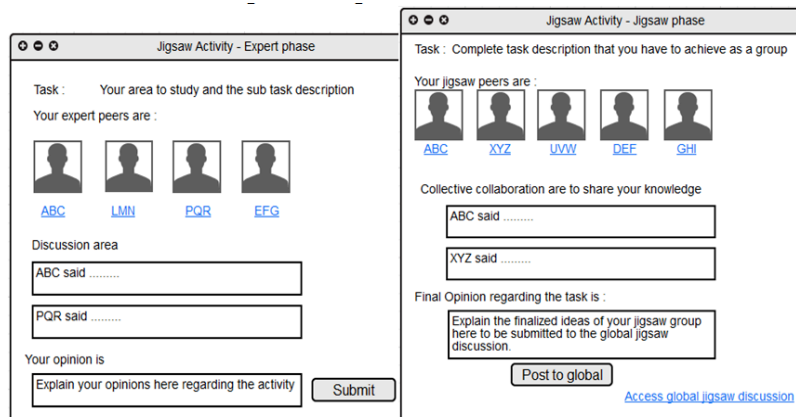 Jigsaw Activity - Expert phase
Task : Your area to study and the sub task description
Your expert peers are :
ABC LMN PQR EFG
Discussion area
ABC said .........
PQR said .........
Your opinion is
Explain your opinions here regarding the activity
Submit
Jigsaw Activity - Jigsaw phase
Task : Complete task description that you have to achieve as a group
Your jigsaw peers are :
ABC XYZ UVW DEF GHI
Collective collaboration are to share your knowledge
ABC said .........
XYZ said .........
Final Opinion regarding the task is :
Explain the finalized ideas of your jigsaw group
here to be submitted to the global jigsaw
discussion.
Post to global
Access global jigsaw discussion